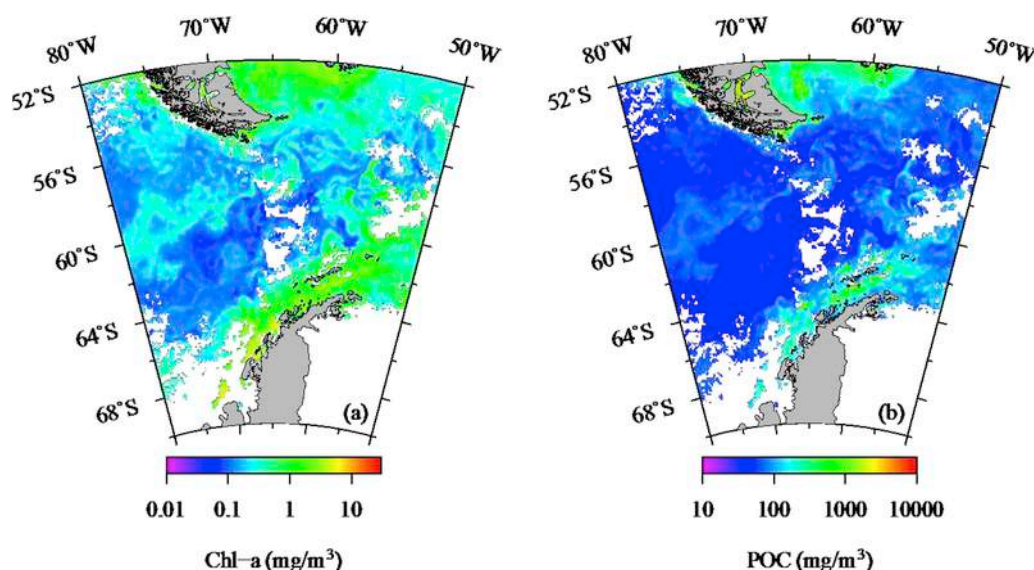 80°W 70°W 60°W 50°W
52°S
56°S
60°S
64°S
68°S
(a)
0.01 0.1 1 10
Chl-a (mg/m³)
80°W 70°W 60°W 50°W
52°S
56°S
60°S
64°S
68°S
(b)
10 100 1000 10000
POC (mg/m³)